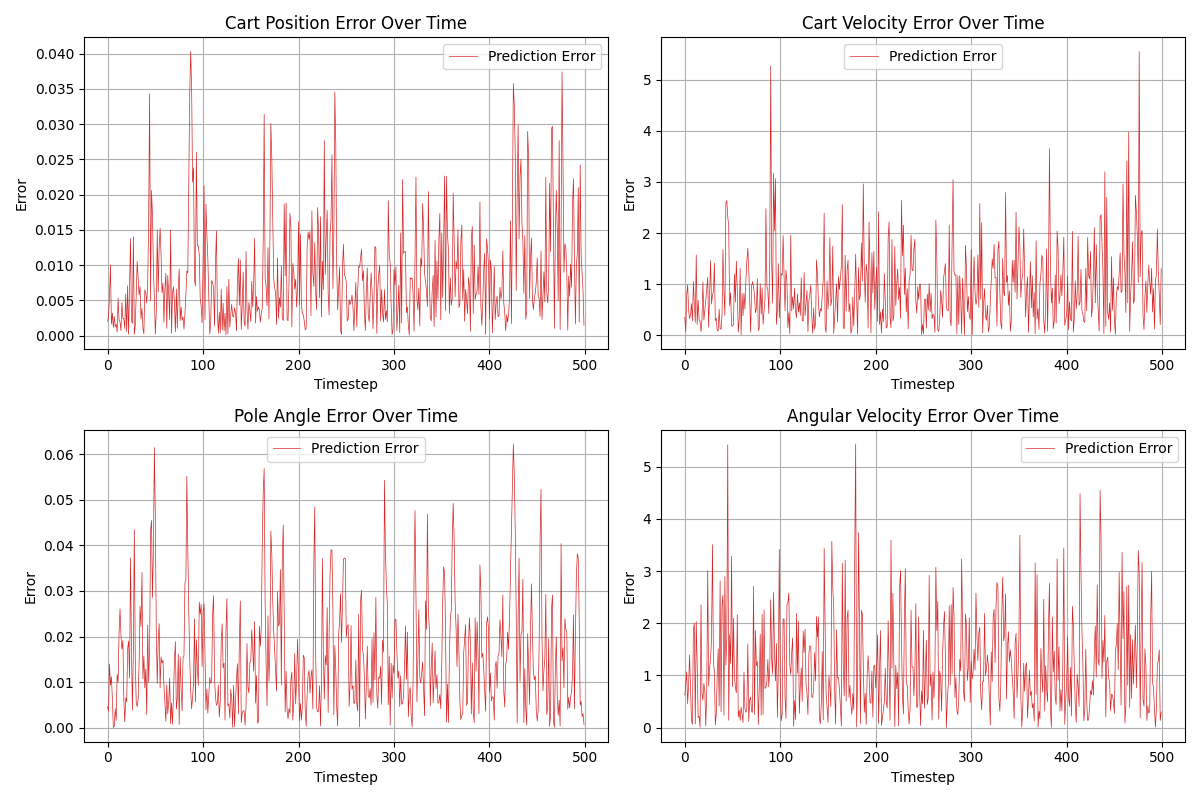 Cart Position Error Over Time
Prediction Error
Error
0.040
0.035
0.030
0.025
0.020
0.015
0.010
0.005
0.000
0 100 200 300 400 500
Timestep
Cart Velocity Error Over Time
Prediction Error
Error
5
4
3
2
1
0
0 100 200 300 400 500
Timestep
Pole Angle Error Over Time
Prediction Error
Error
0.06
0.05
0.04
0.03
0.02
0.01
0.00
0 100 200 300 400 500
Timestep
Angular Velocity Error Over Time
Prediction Error
Error
5
4
3
2
1
0
0 100 200 300 400 500
Timestep